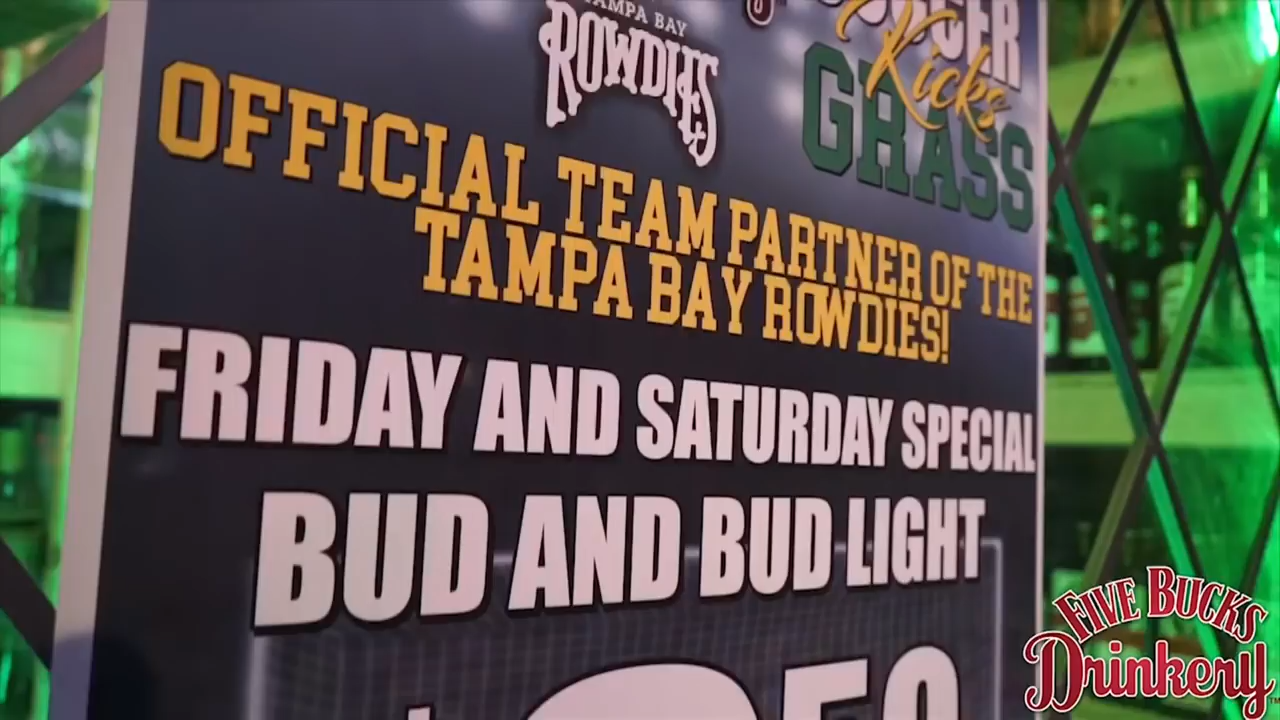 TAMPA BAY
ROWDIES
Kicks
GRASS
OFFICIAL TEAM PARTNER OF THE
TAMPA BAY ROWDIES!
FRIDAY AND SATURDAY SPECIAL
BUD AND BUD LIGHT
FIVE BUCKS
Drinkery